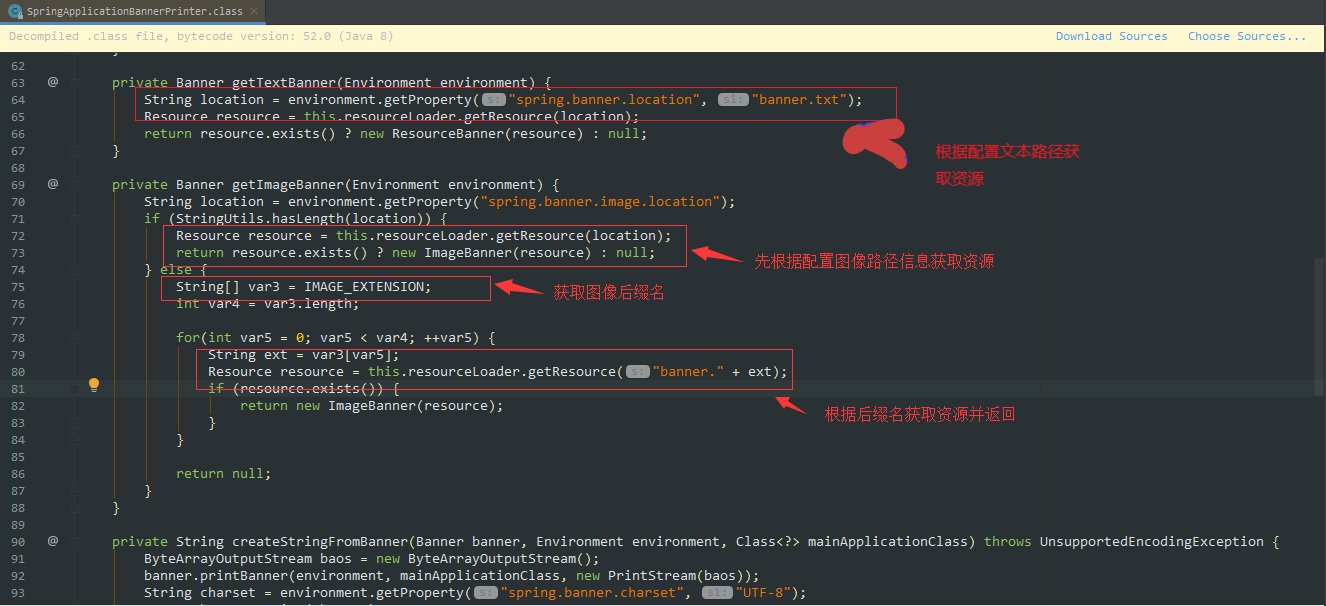 SpringApplicationBannerPrinter.class
Decompiled .class file, bytecode version: 52.0 (Java 8) Download Sources Choose Sources...
62
63 @ private Banner getTextBanner(Environment environment) {
64 String location = environment.getProperty( s: "spring.banner.location", s1: "banner.txt");
65 Resource resource = this.resourceLoader.getResource(location);
66 return resource.exists() ? new ResourceBanner(resource) : null;
67 }
根据配置文本路径获
取资源
68
69 @ private Banner getImageBanner(Environment environment) {
70 String location = environment.getProperty("spring.banner.image.location");
71 if (StringUtils.hasLength(location)) {
72 Resource resource = this.resourceLoader.getResource(location);
73 return resource.exists() ? new ImageBanner(resource) : null;
先根据配置图像路径信息获取资源
74 } else {
75 String[] var3 = IMAGE_EXTENSION;
获取图像后缀名
76 int var4 = var3.length;
77
78 for(int var5 = 0; var5 < var4; ++var5) {
79 String ext = var3[var5];
80 Resource resource = this.resourceLoader.getResource( s: "banner." + ext);
81 if (resource.exists()) {
82 return new ImageBanner(resource);
根据后缀名获取资源并返回
83 }
84 }
85
86 return null;
87 }
88 }
89
90 @ private String createStringFromBanner(Banner banner, Environment environment, Class<?> mainApplicationClass) throws UnsupportedEncodingException {
91 ByteArrayOutputStream baos = new ByteArrayOutputStream();
92 banner.printBanner(environment, mainApplicationClass, new PrintStream(baos));
93 String charset = environment.getProperty( s: "spring.banner.charset", s1: "UTF-8");